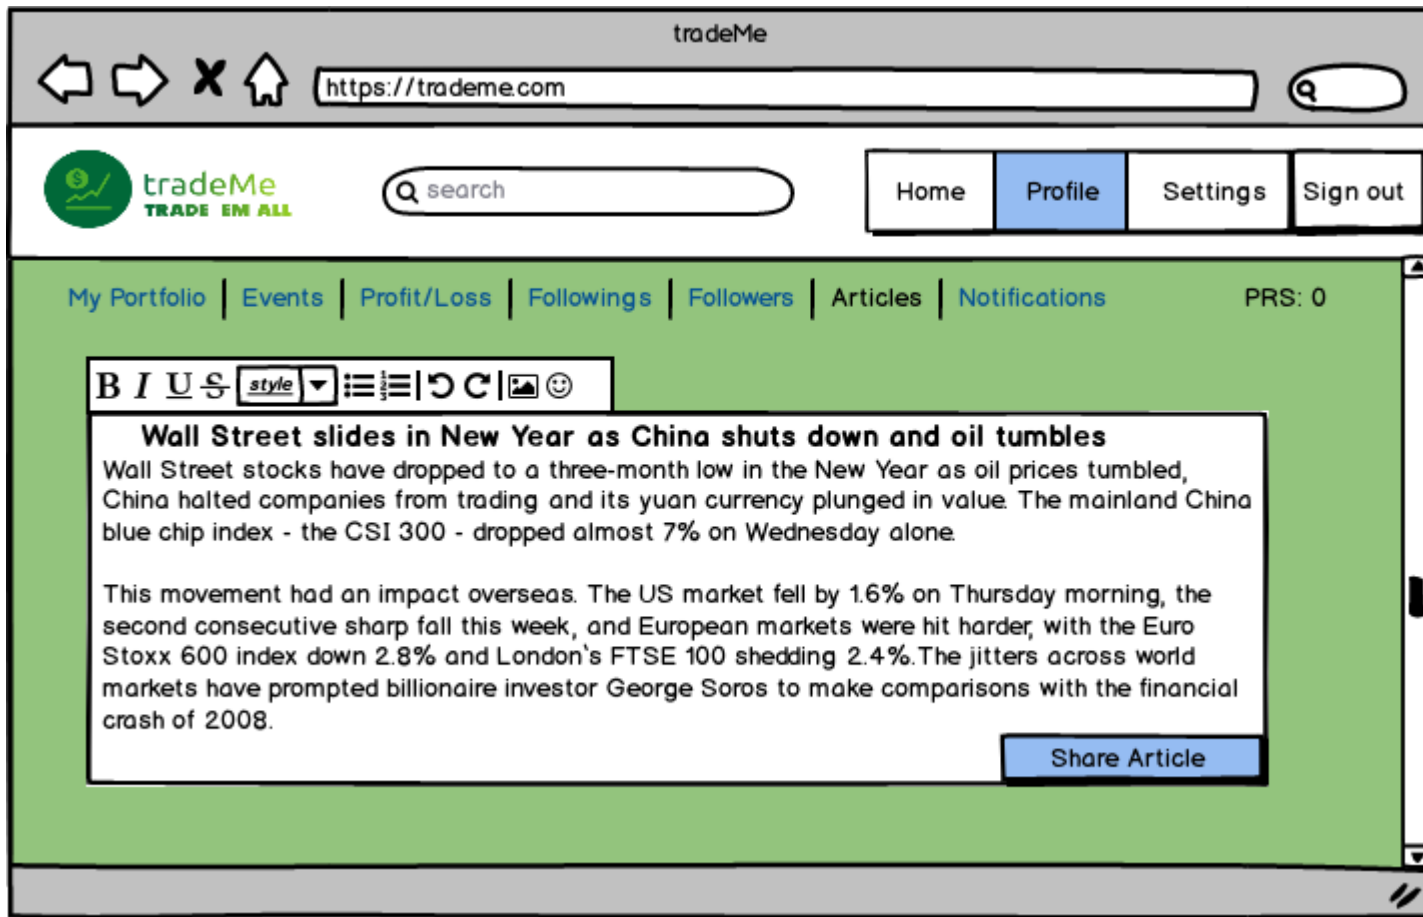 tradeMe
https://trademe.com
tradeMe
TRADE EM ALL
search
Home
Profile
Settings
Sign out
My Portfolio
Events
Profit/Loss
Followings
Followers
Articles
Notifications
PRS: 0
B I U S style
Wall Street slides in New Year as China shuts down and oil tumbles
Wall Street stocks have dropped to a three-month low in the New Year as oil prices tumbled,
China halted companies from trading and its yuan currency plunged in value. The mainland China
blue chip index - the CSI 300 - dropped almost 7% on Wednesday alone.
This movement had an impact overseas. The US market fell by 1.6% on Thursday morning, the
second consecutive sharp fall this week, and European markets were hit harder, with the Euro
Stoxx 600 index down 2.8% and London`s FTSE 100 shedding 2.4%.The jitters across world
markets have prompted billionaire investor George Soros to make comparisons with the financial
crash of 2008.
Share Article